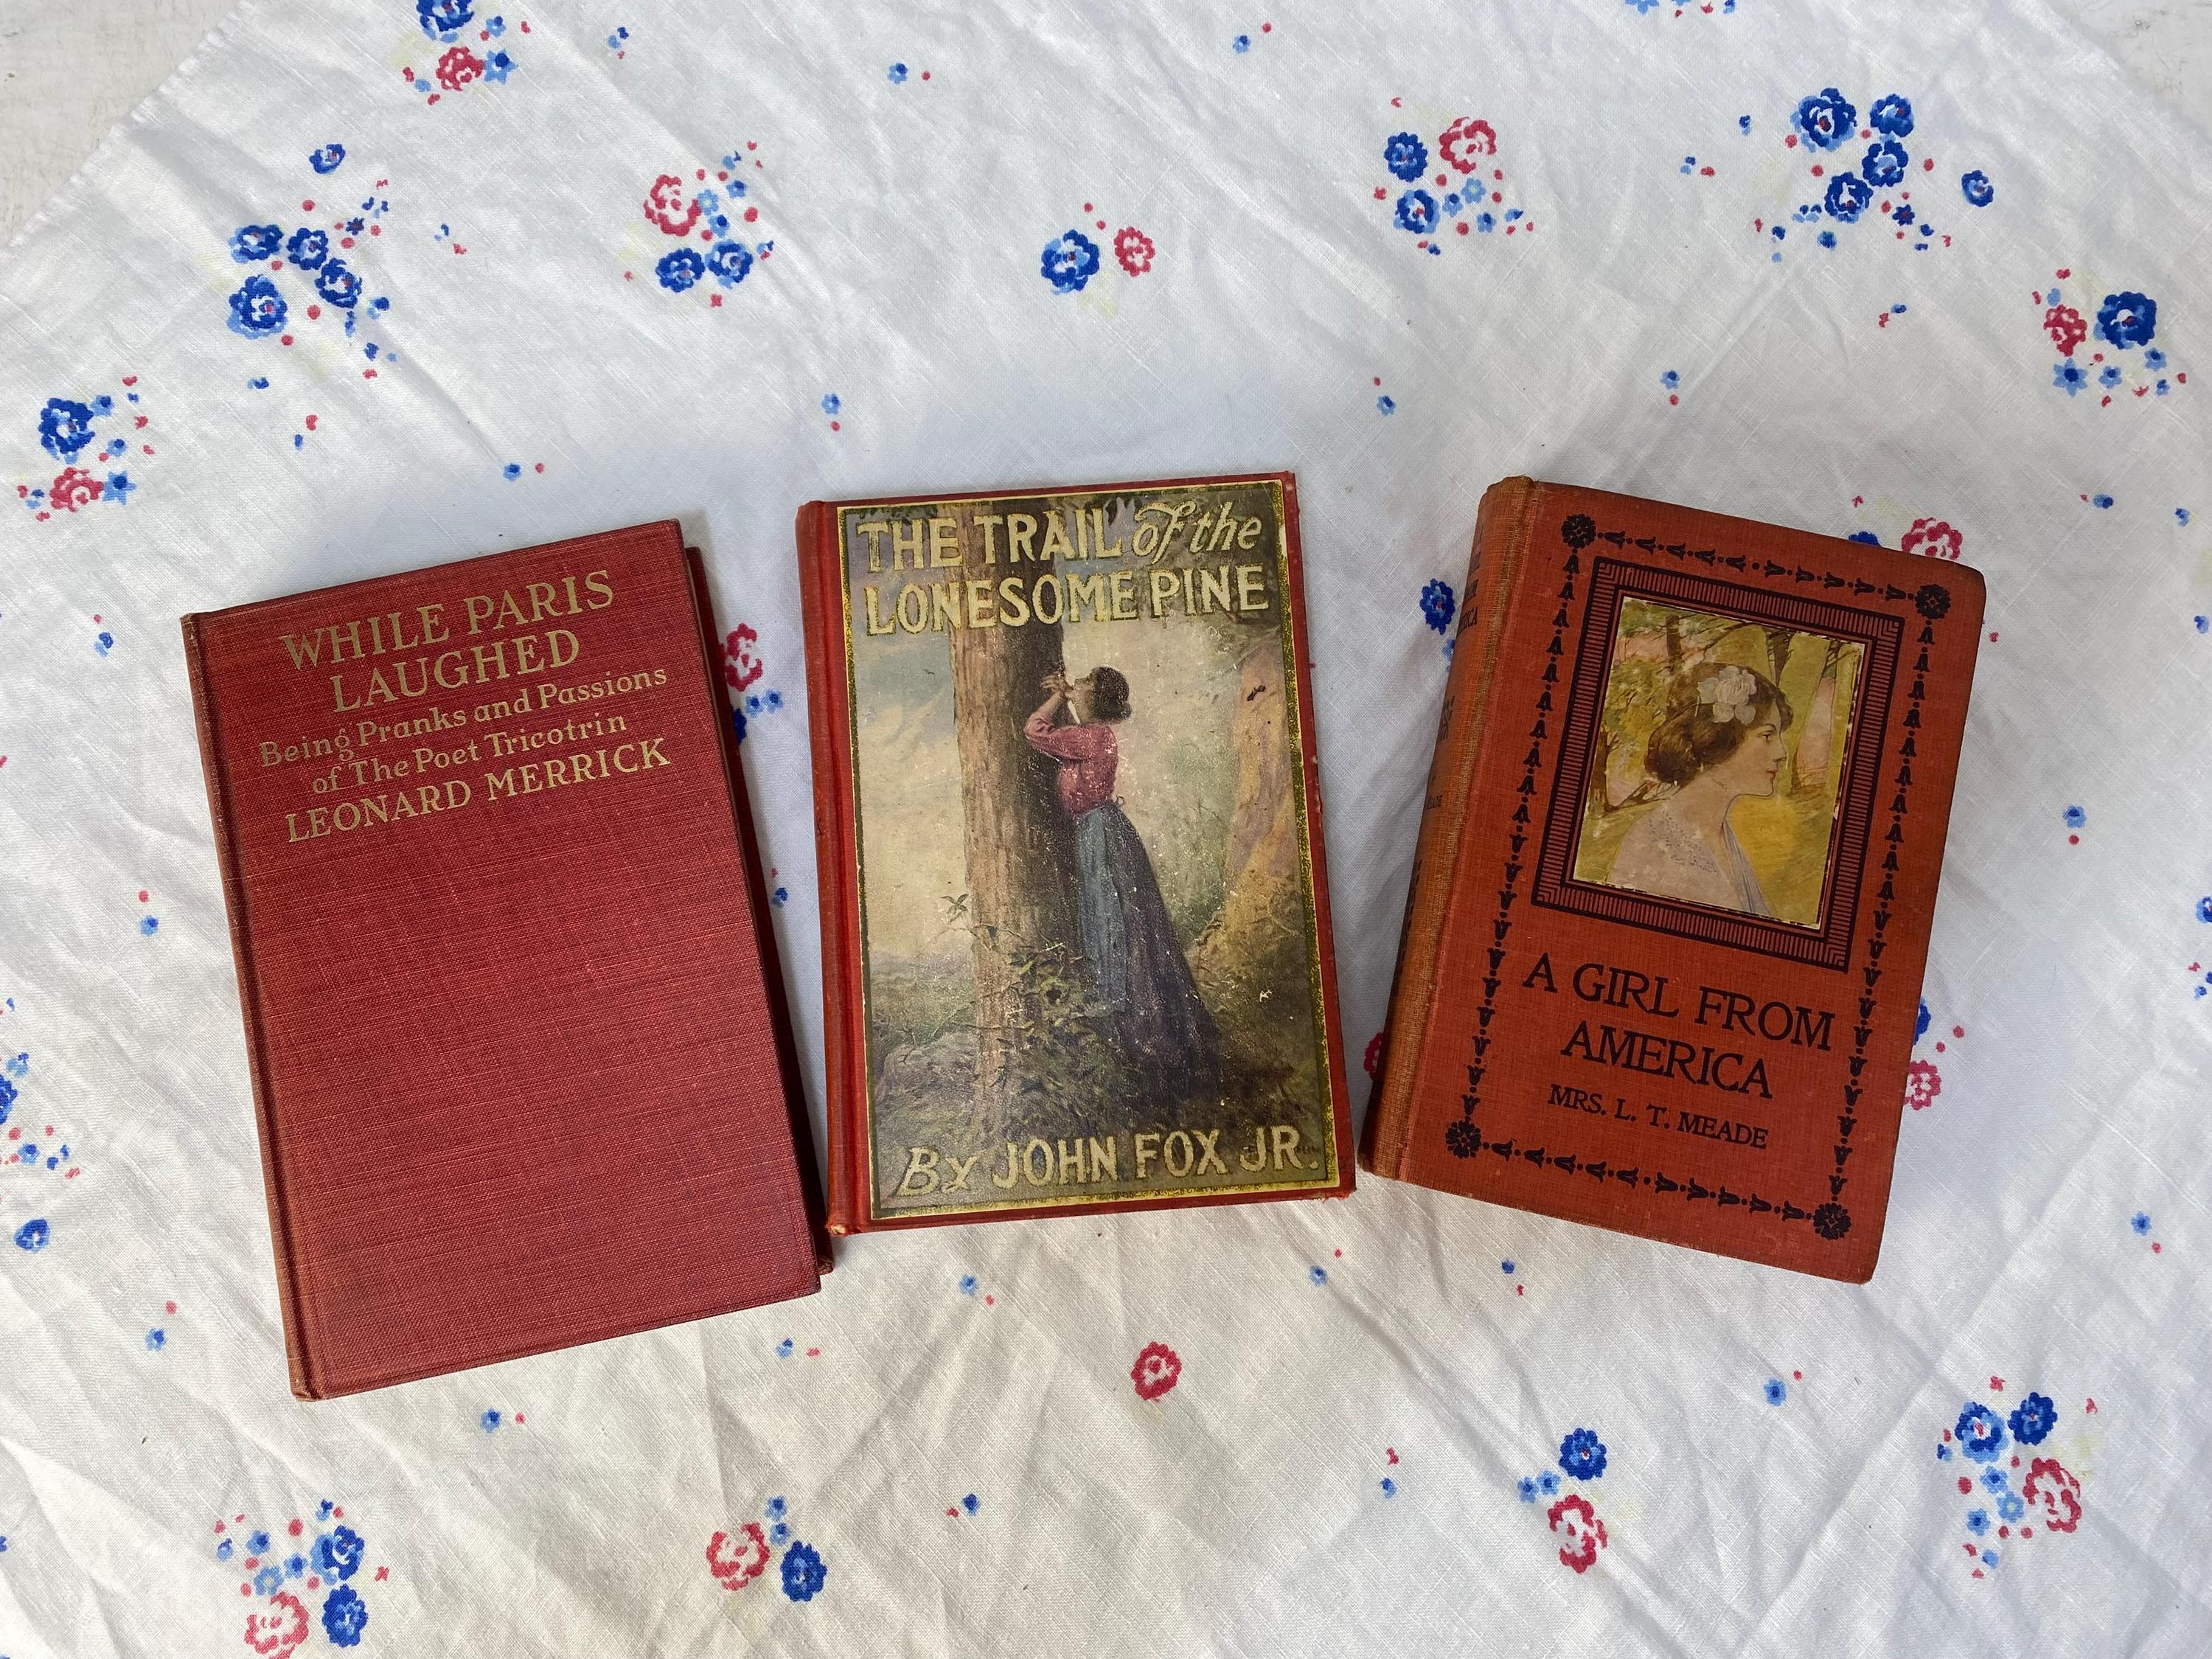 WHILE PARIS
LAUGHED
Being Pranks and Passions
of The Poet Tricotrin
LEONARD MERRICK
THE TRAIL of the
LONESOME PINE
By JOHN FOX JR.
A GIRL FROM
AMERICA
MRS. L. T. MEADE